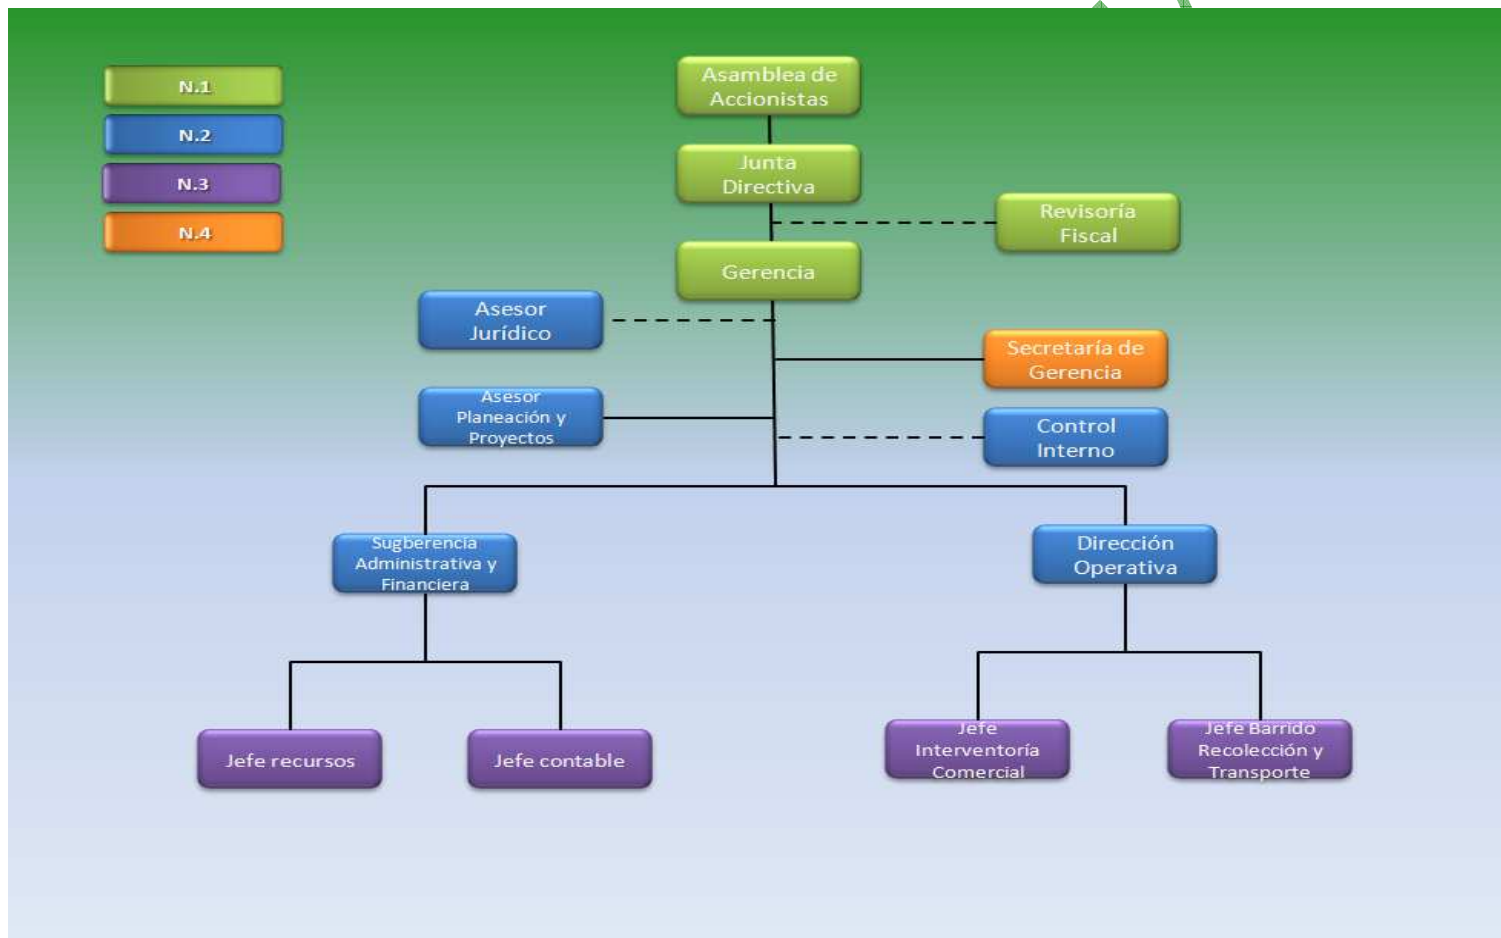 N.1
N.2
N.3
N.4
Asamblea de
Accionistas
Junta
Directiva
Revisoría
Fiscal
Gerencia
Asesor
Jurídico
Secretaría de
Gerencia
Asesor
Planeación y
Proyectos
Control
Interno
Sugberencia
Administrativa y
Financiera
Dirección
Operativa
Jefe recursos
Jefe contable
Jefe
Interventoría
Comercial
Jefe Barrido
Recolección y
Transporte